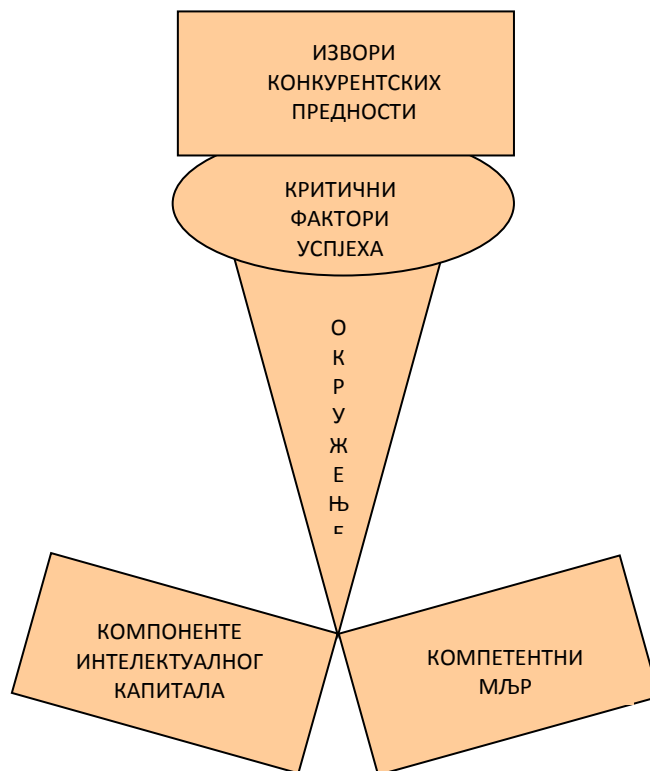 ИЗВОРИ
КОНКУРЕНТСКИХ
ПРЕДНОСТИ
КРИТИЧНИ
ФАКТОРИ
УСПЈЕХА
О
К
Р
У
Ж
Е
Њ
Е
КОМПОНЕНТЕ
ИНТЕЛЕКТУАЛНОГ
КАПИТАЛА
КОМПЕТЕНТНИ
МЉР